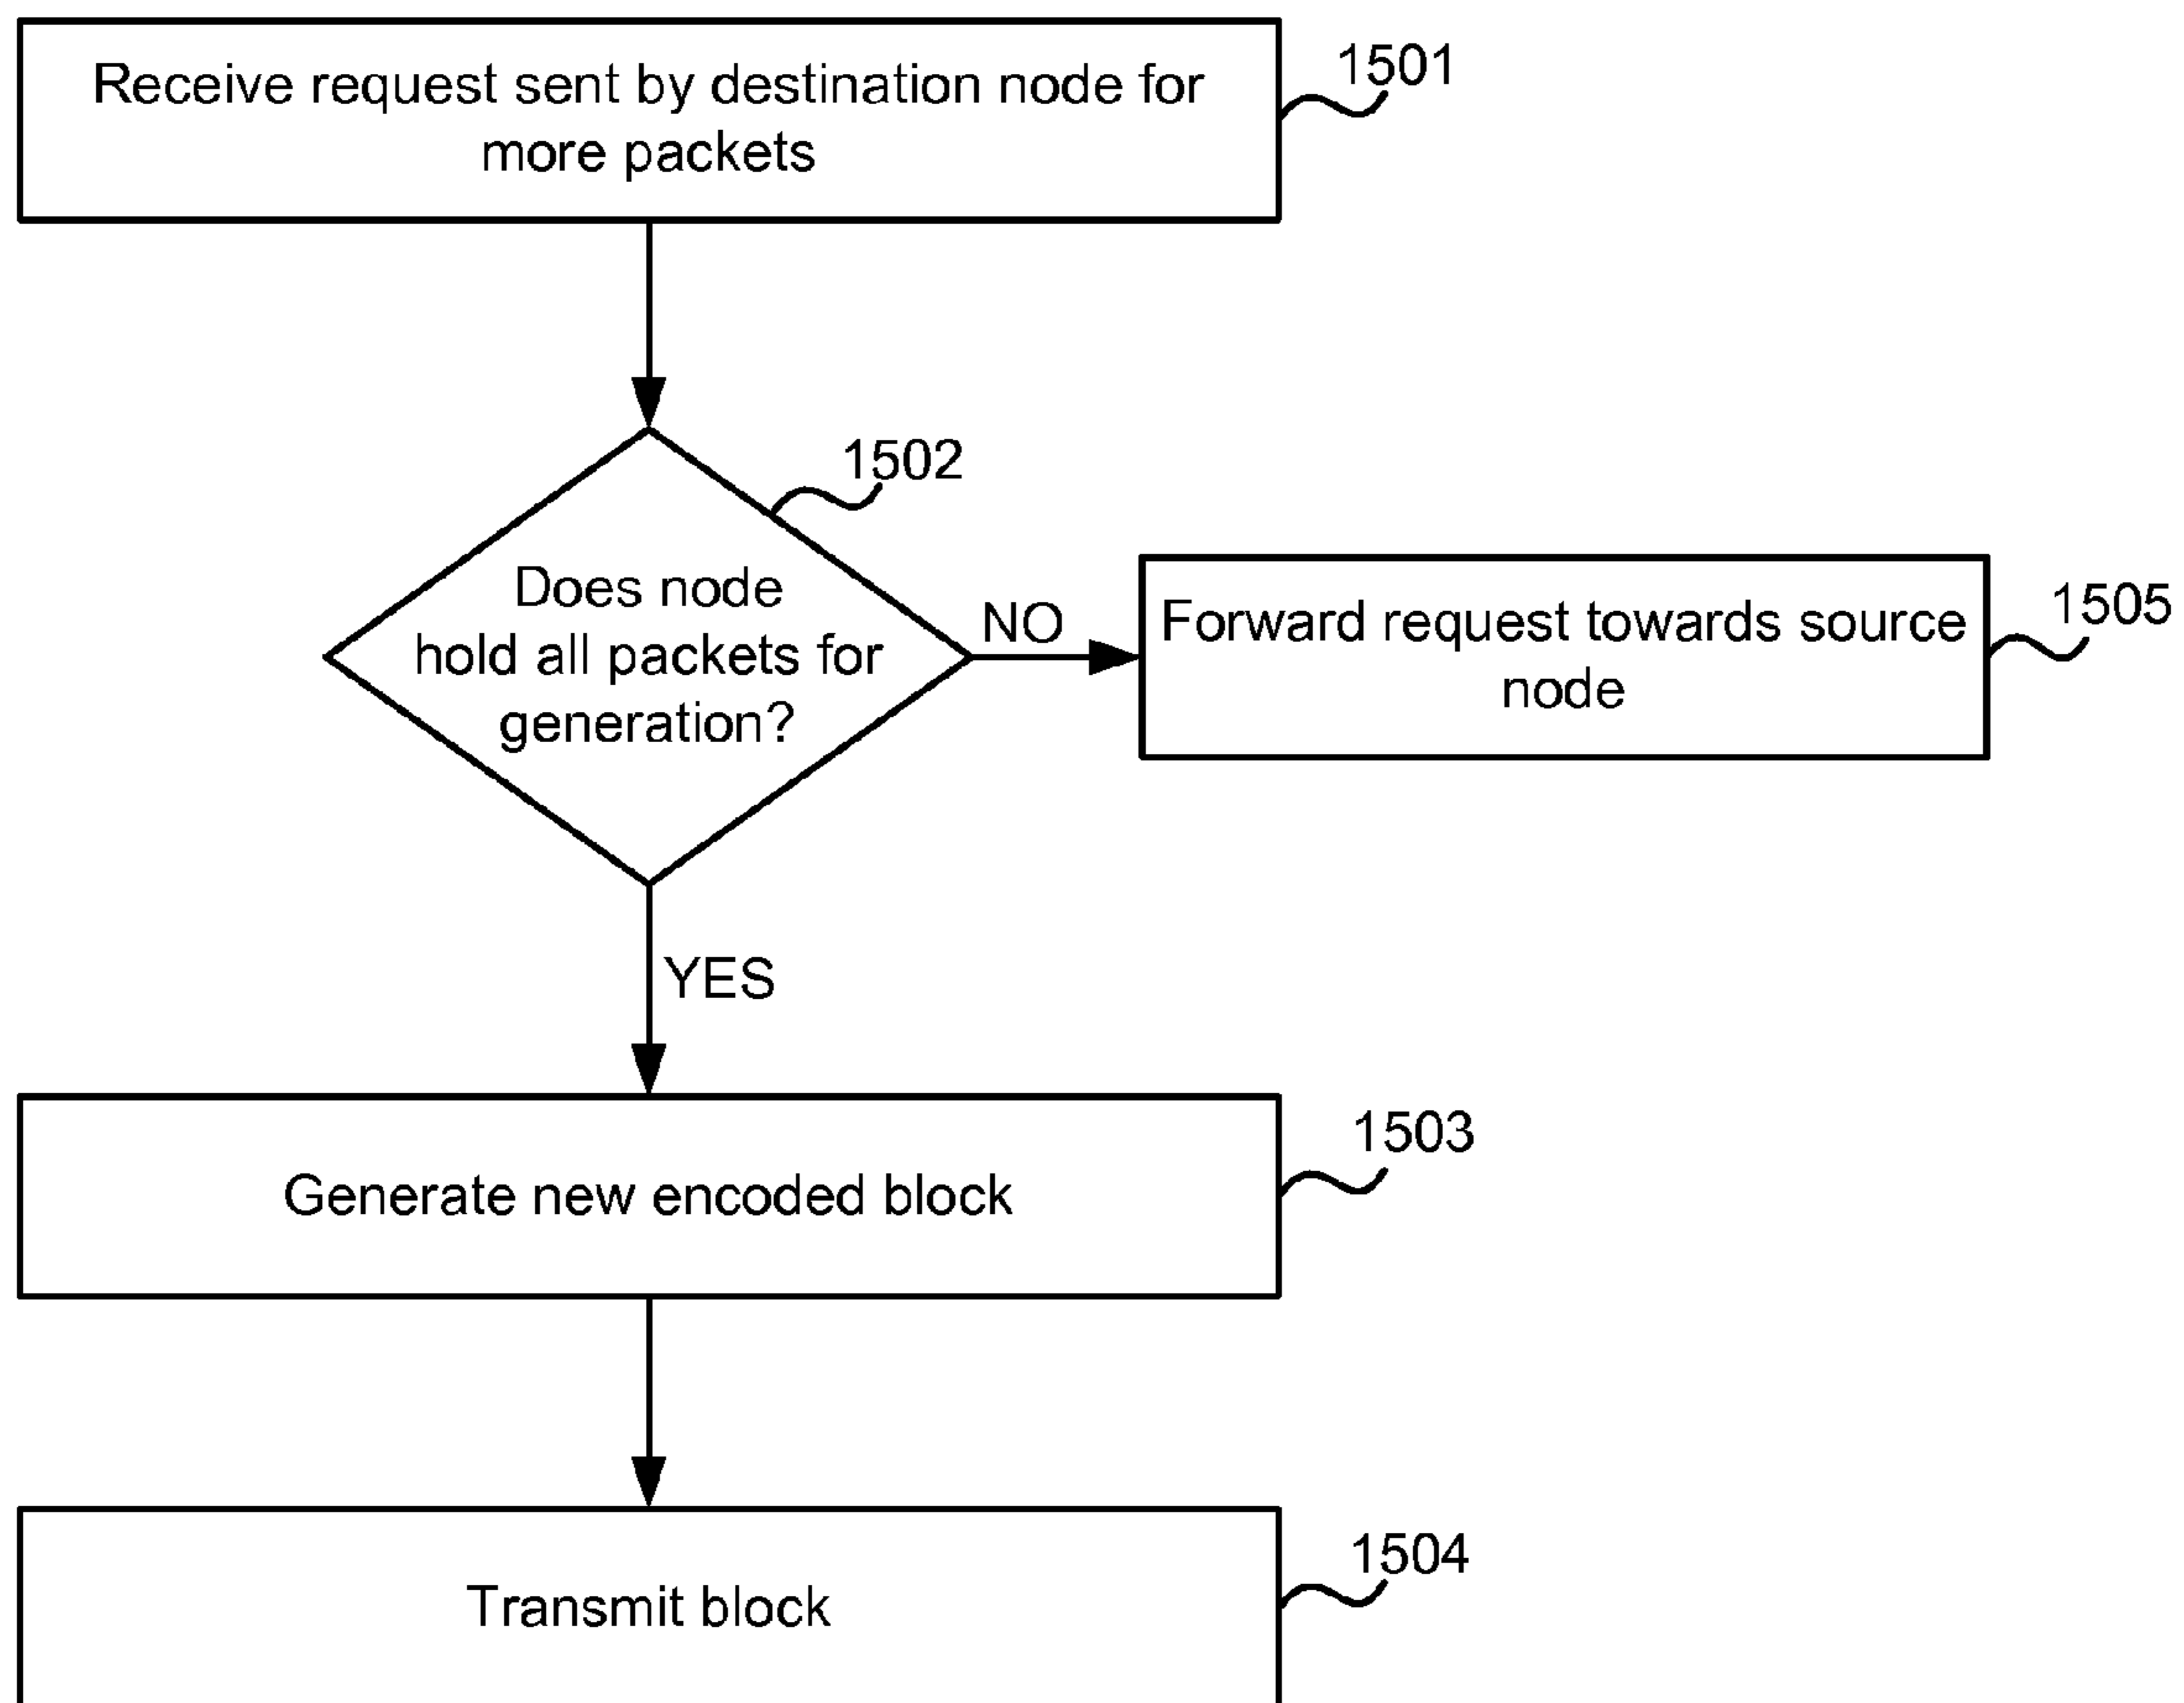 Receive request sent by destination node for
more packets
1501
1502
Does node
hold all packets for
generation?
NO
Forward request towards source
node
1505
YES
Generate new encoded block
1503
Transmit block
1504